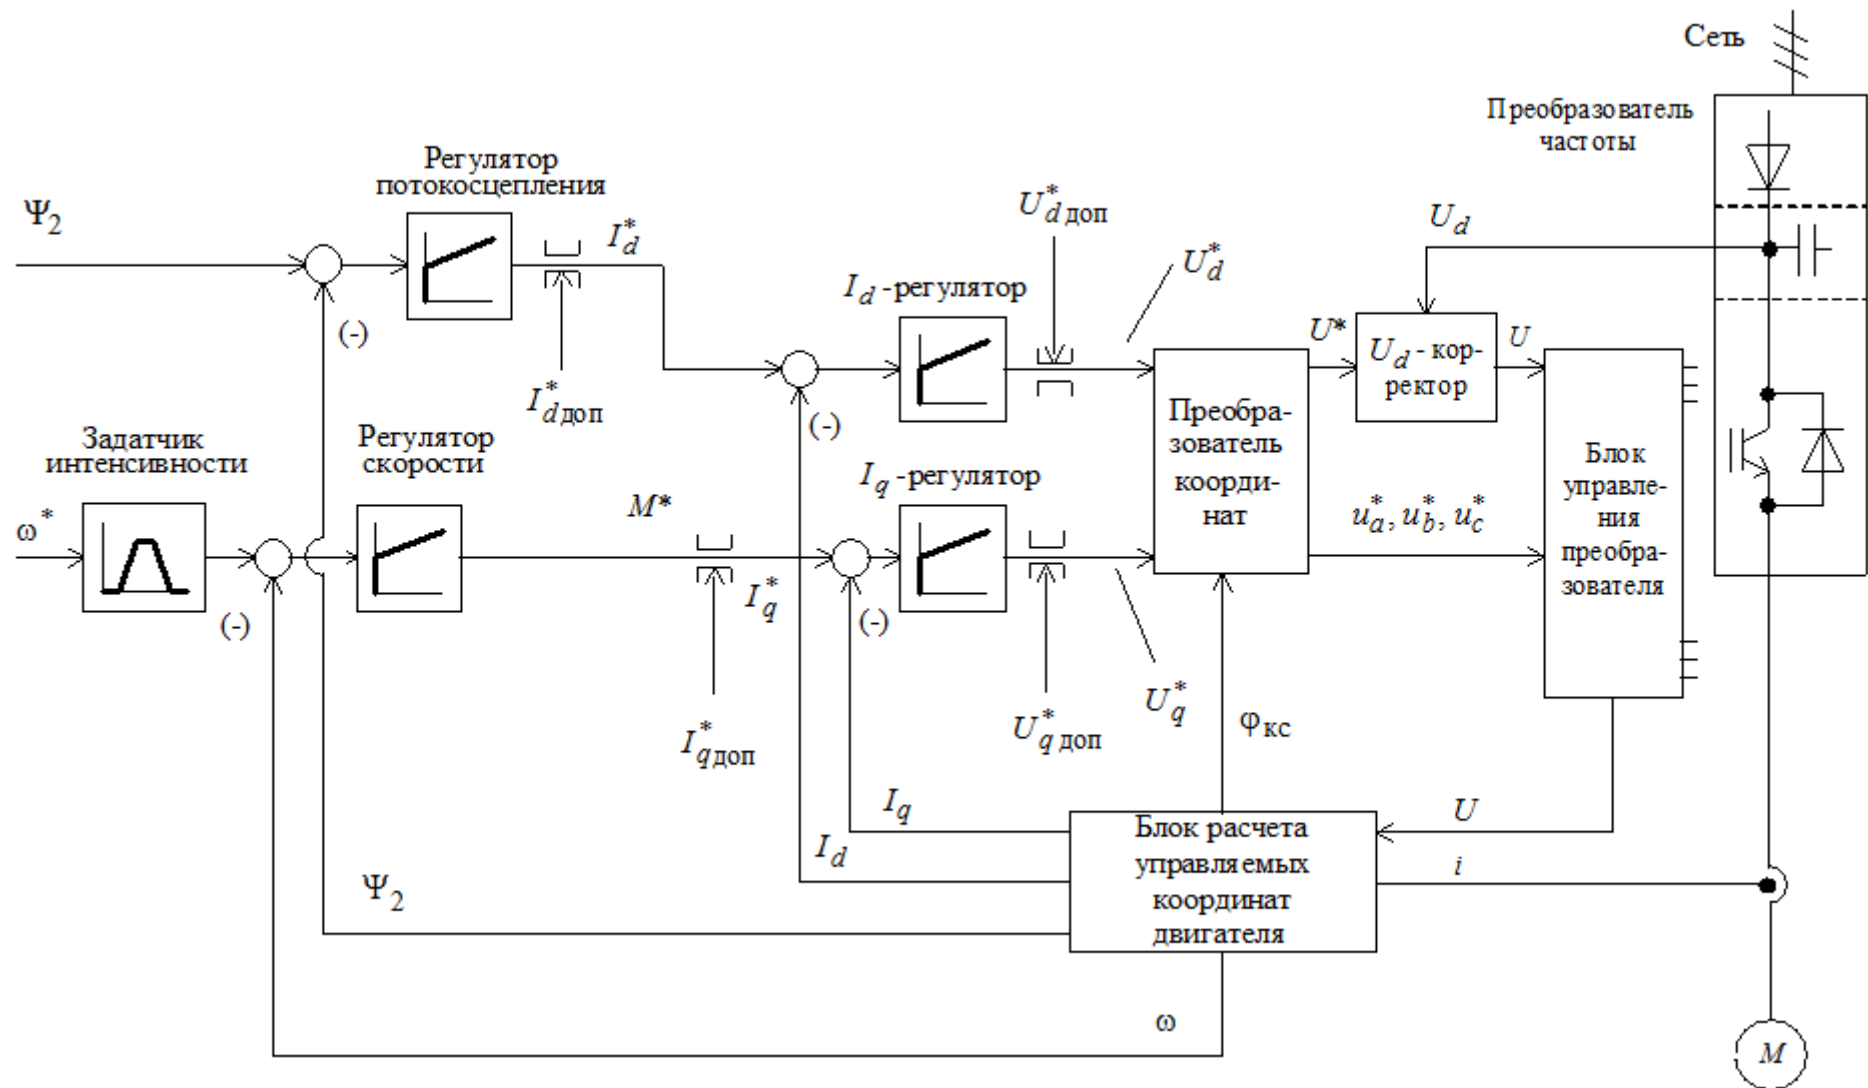 Сеть
Преобразователь
частоты
Регулятор
потокосцепления
Ψ₂
I*d
U*d доп
U*d
Ud
(-)
I*d доп
Id -регулятор
U*
Ud - кор-
ректор
U
(-)
Преобра-
зователь
коорди-
нат
Задатчик
интенсивности
Регулятор
скорости
ω*
M*
Iq -регулятор
u*a, u*b, u*c
Блок
управле-
ния
преобра-
зователя
(-)
I*q
(-)
I*q доп
U*q доп
U*q
φкс
Iq
Id
Ψ₂
Блок расчета
управляемых
координат
двигателя
U
i
ω
M